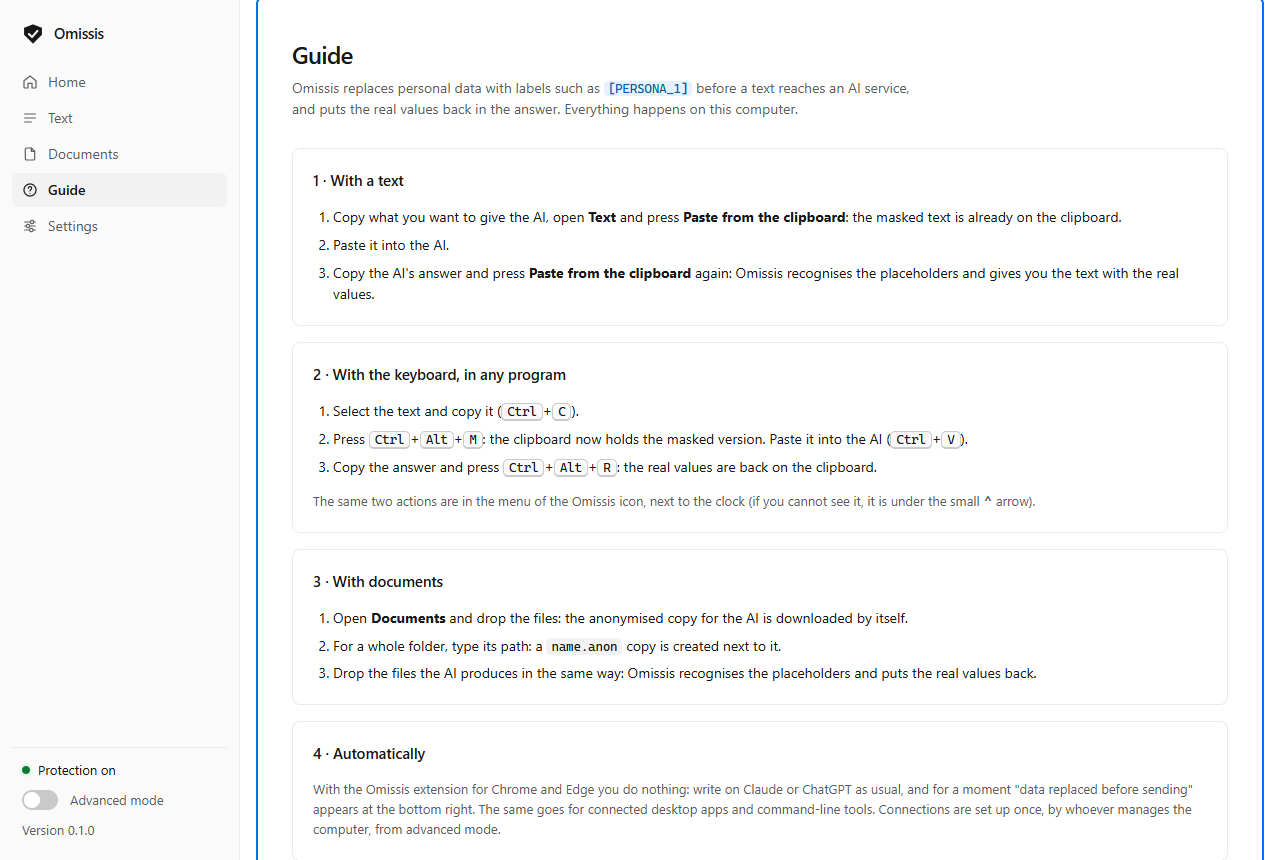 Omissis
Home
Text
Documents
Guide
Settings
Protection on
Advanced mode
Version 0.1.0
Guide
Omissis replaces personal data with labels such as [PERSONA_1] before a text reaches an AI service,
and puts the real values back in the answer. Everything happens on this computer.
1 · With a text
1. Copy what you want to give the AI, open Text and press Paste from the clipboard: the masked text is already on the clipboard.
2. Paste it into the AI.
3. Copy the AI's answer and press Paste from the clipboard again: Omissis recognises the placeholders and gives you the text with the real
values.
2 · With the keyboard, in any program
1. Select the text and copy it (Ctrl+C).
2. Press Ctrl+Alt+M: the clipboard now holds the masked version. Paste it into the AI (Ctrl+V).
3. Copy the answer and press Ctrl+Alt+R: the real values are back on the clipboard.
The same two actions are in the menu of the Omissis icon, next to the clock (if you cannot see it, it is under the small ^ arrow).
3 · With documents
1. Open Documents and drop the files: the anonymised copy for the AI is downloaded by itself.
2. For a whole folder, type its path: a name.anon copy is created next to it.
3. Drop the files the AI produces in the same way: Omissis recognises the placeholders and puts the real values back.
4 · Automatically
With the Omissis extension for Chrome and Edge you do nothing: write on Claude or ChatGPT as usual, and for a moment "data replaced before sending"
appears at the bottom right. The same goes for connected desktop apps and command-line tools. Connections are set up once, by whoever manages the
computer, from advanced mode.